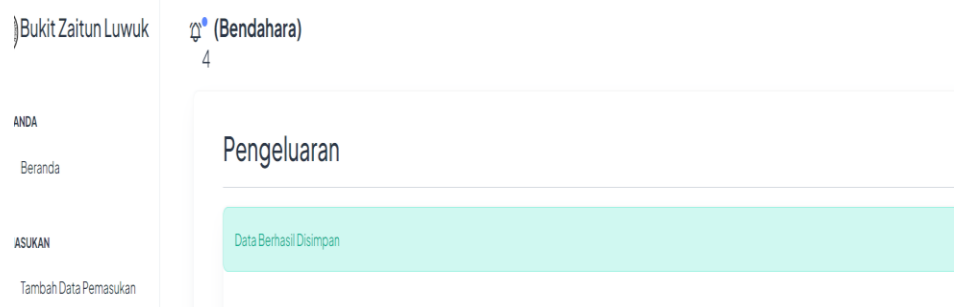 Bukit Zaitun Luwuk
(Bendahara)
4
ANDA
Beranda
ASUKAN
Tambah Data Pemasukan
Pengeluaran
Data Berhasil Disimpan